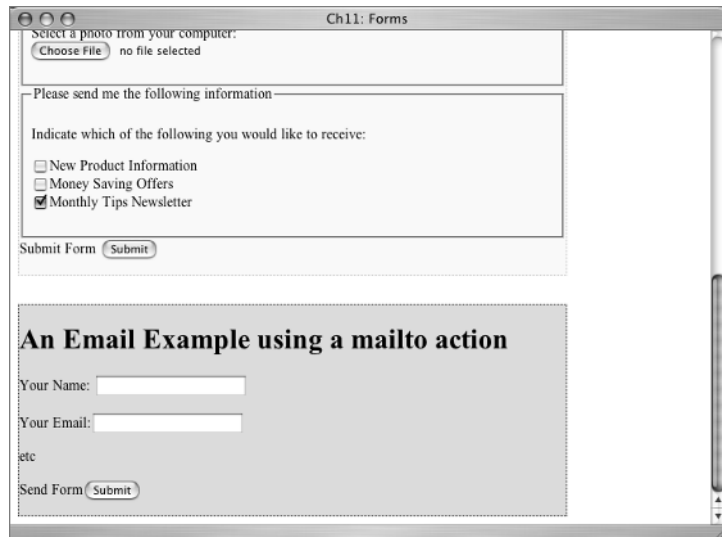 Ch11: Forms
Select a photo from your computer:
Choose File no file selected
Please send me the following information
Indicate which of the following you would like to receive:
New Product Information
Money Saving Offers
Monthly Tips Newsletter
Submit Form Submit
An Email Example using a mailto action
Your Name:
Your Email:
etc
Send Form Submit